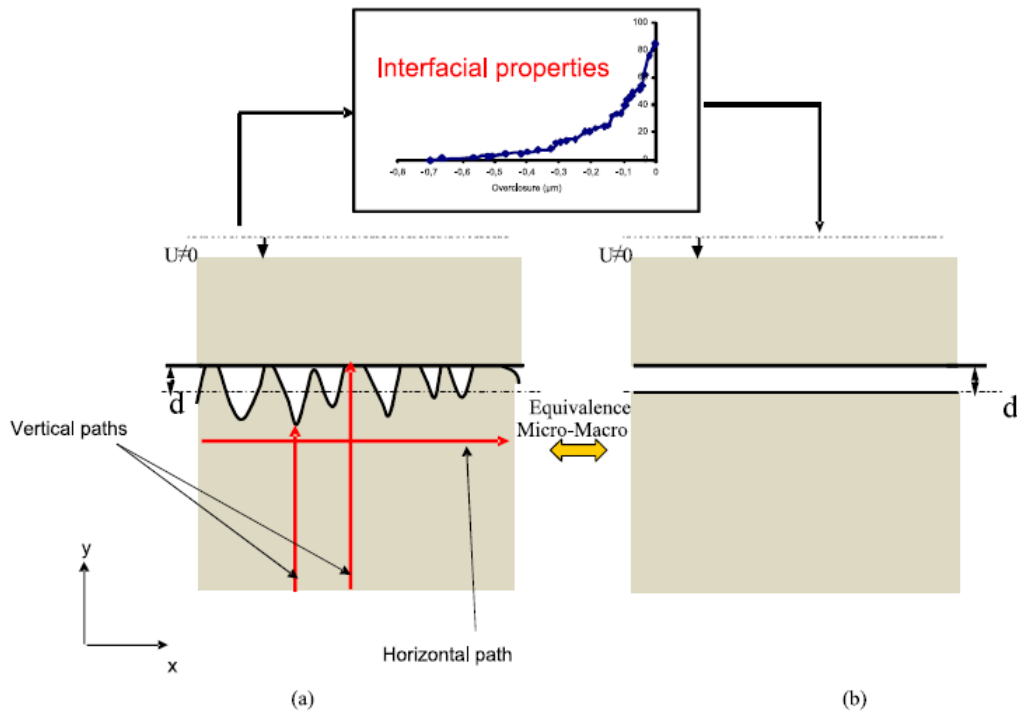 100
80
Interfacial properties
60
40
20
0
-0,8 -0,7 -0,6 -0,5 -0,4 -0,3 -0,2 -0,1 0
Overclosure (µm)
U≠0
U≠0
d
d
Equivalence
Micro-Macro
Vertical paths
y
x
Horizontal path
(a)
(b)